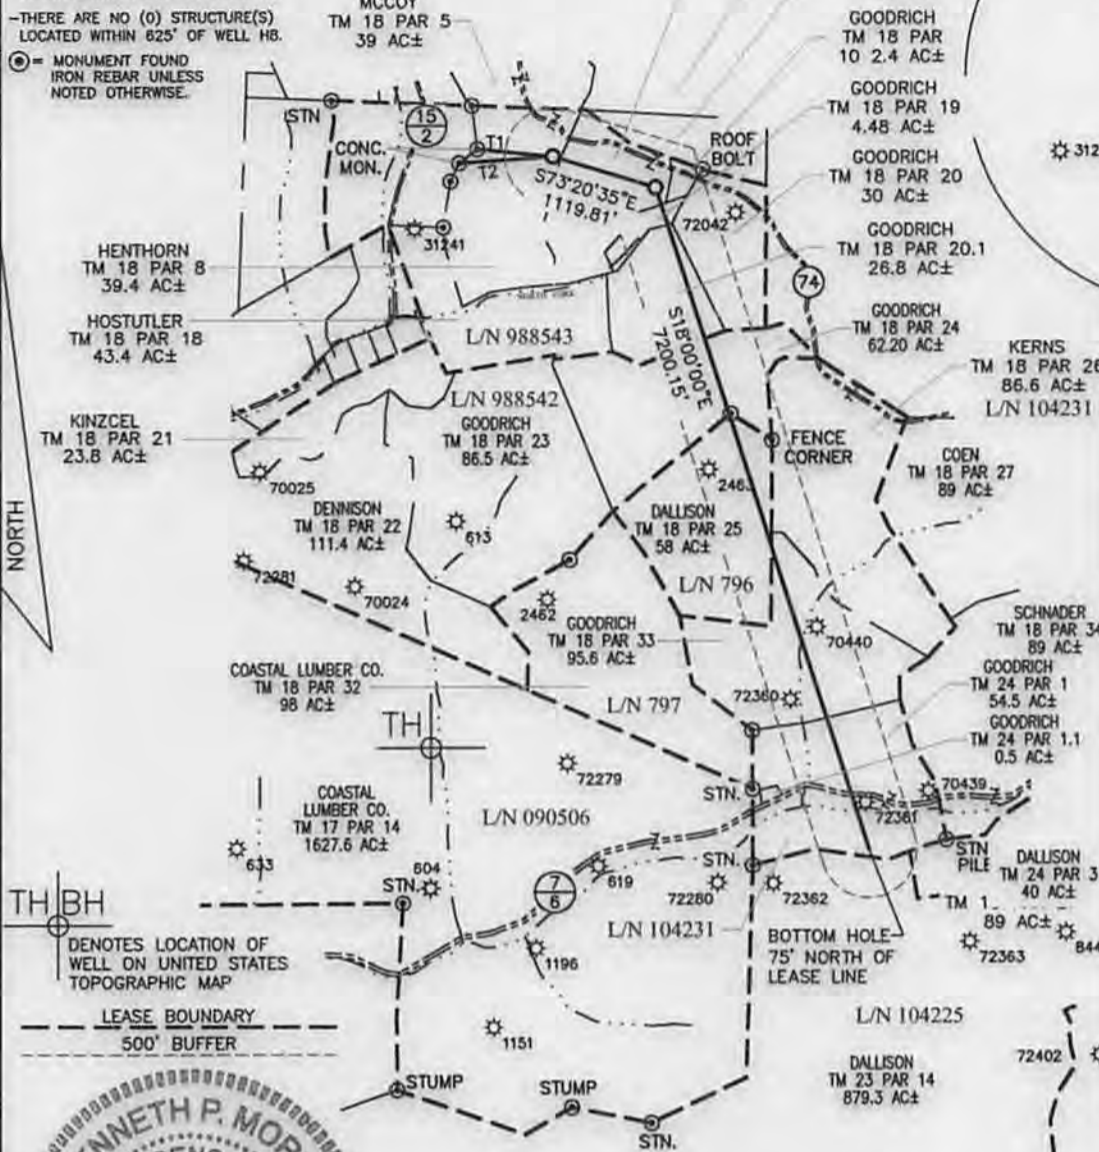 -THERE ARE NO (0) STRUCTURE(S)
LOCATED WITHIN 625' OF WELL H8.
= MONUMENT FOUND
IRON REBAR UNLESS
NOTED OTHERWISE.
MCCOY
TM 18 PAR 5
39 AC±
GOODRICH
TM 18 PAR
10 2.4 AC±
GOODRICH
TM 18 PAR 19
4.48 AC±
GOODRICH
TM 18 PAR 20
30 AC±
GOODRICH
TM 18 PAR 20.1
26.8 AC±
GOODRICH
TM 18 PAR 24
62.20 AC±
KERNS
TM 18 PAR 26
86.6 AC±
L/N 104231
STN
15
2
CONC.
MON.
T1
T2
ROOF
BOLT
S73°20'35"E
1119.81'
72042
312
31241
74
HENTHORN
TM 18 PAR 8
39.4 AC±
HOSTUTLER
TM 18 PAR 18
43.4 AC±
L/N 988543
S18°00'00"E
7200.15'
L/N 988542
GOODRICH
TM 18 PAR 23
86.5 AC±
KINZCEL
TM 18 PAR 21
23.8 AC±
FENCE
CORNER
COEN
TM 18 PAR 27
89 AC±
70025
246
DENNISON
TM 18 PAR 22
111.4 AC±
613
DALLISON
TM 18 PAR 25
58 AC±
NORTH
72281
70024
2462
L/N 796
GOODRICH
TM 18 PAR 33
95.6 AC±
70440
SCHNADER
TM 18 PAR 34
89 AC±
COASTAL LUMBER CO.
TM 18 PAR 32
98 AC±
GOODRICH
TM 24 PAR 1
54.5 AC±
72360
L/N 797
TH
GOODRICH
TM 24 PAR 1.1
0.5 AC±
72279
STN.
70439
72361
COASTAL
LUMBER CO.
TM 17 PAR 14
1627.6 AC±
L/N 090506
633
604
STN.
619
STN.
STN
PILE
DALLISON
TM 24 PAR 3
40 AC±
7
6
72280
72362
TM 1
89 AC±
TH BH
DENOTES LOCATION OF
WELL ON UNITED STATES
TOPOGRAPHIC MAP
1196
L/N 104231
BOTTOM HOLE
75' NORTH OF
LEASE LINE
72363
844
LEASE BOUNDARY
500' BUFFER
1151
L/N 104225
72402
DALLISON
TM 23 PAR 14
879.3 AC±
STUMP
STUMP
STN.
NNETH P. MOR